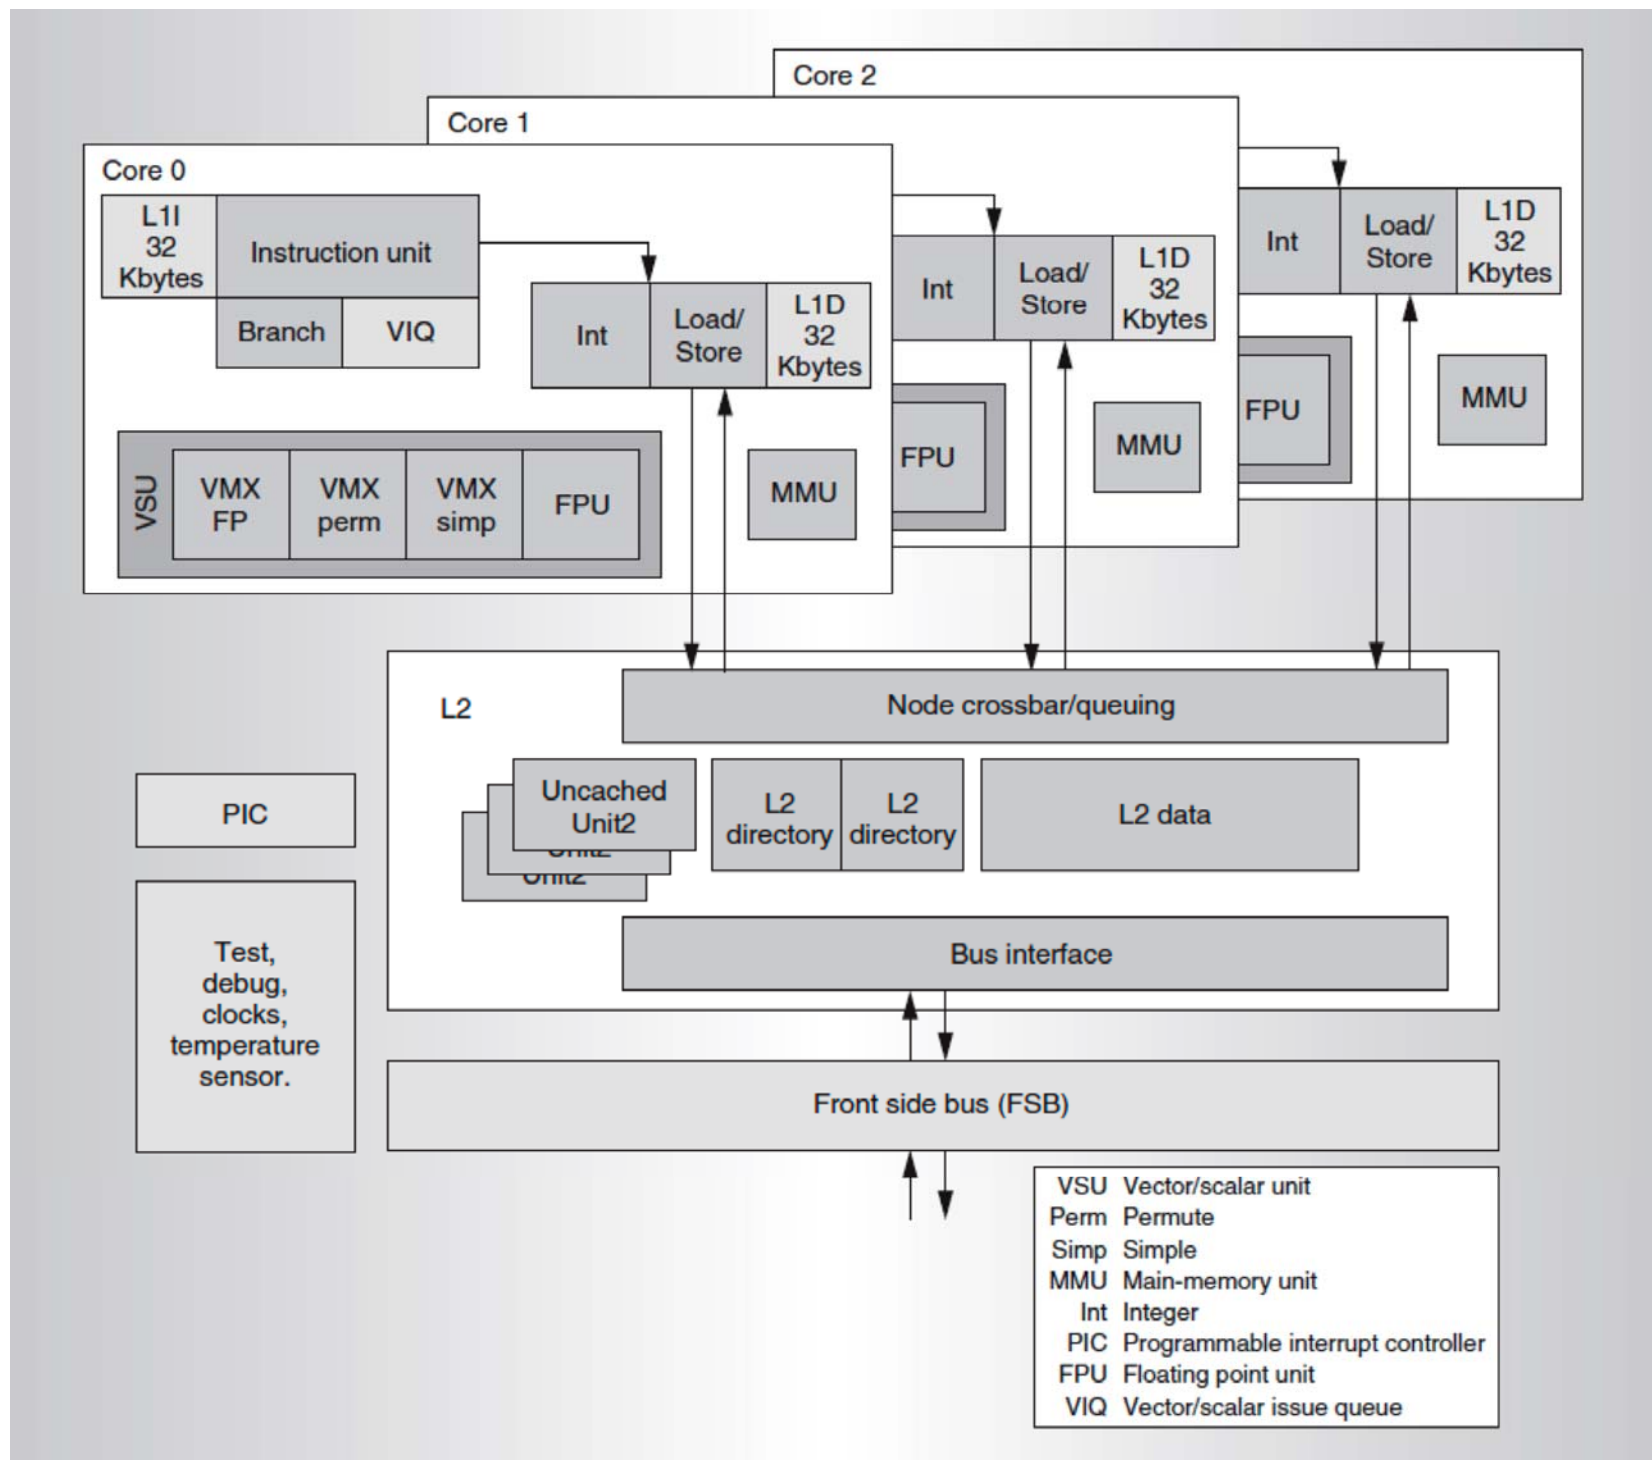 Core 2
Core 1
Core 0
L1I
32
Kbytes
Instruction unit
Branch
VIQ
Int
Load/
Store
L1D
32
Kbytes
VSU
VMX
FP
VMX
perm
VMX
simp
FPU
MMU
Int
Load/
Store
L1D
32
Kbytes
FPU
MMU
Int
Load/
Store
L1D
32
Kbytes
FPU
MMU
L2
Node crossbar/queuing
Uncached
Unit2
Unit2
Unit2
L2
directory
L2
directory
L2 data
Bus interface
PIC
Test,
debug,
clocks,
temperature
sensor.
Front side bus (FSB)
VSU Vector/scalar unit
Perm Permute
Simp Simple
MMU Main-memory unit
Int Integer
PIC Programmable interrupt controller
FPU Floating point unit
VIQ Vector/scalar issue queue